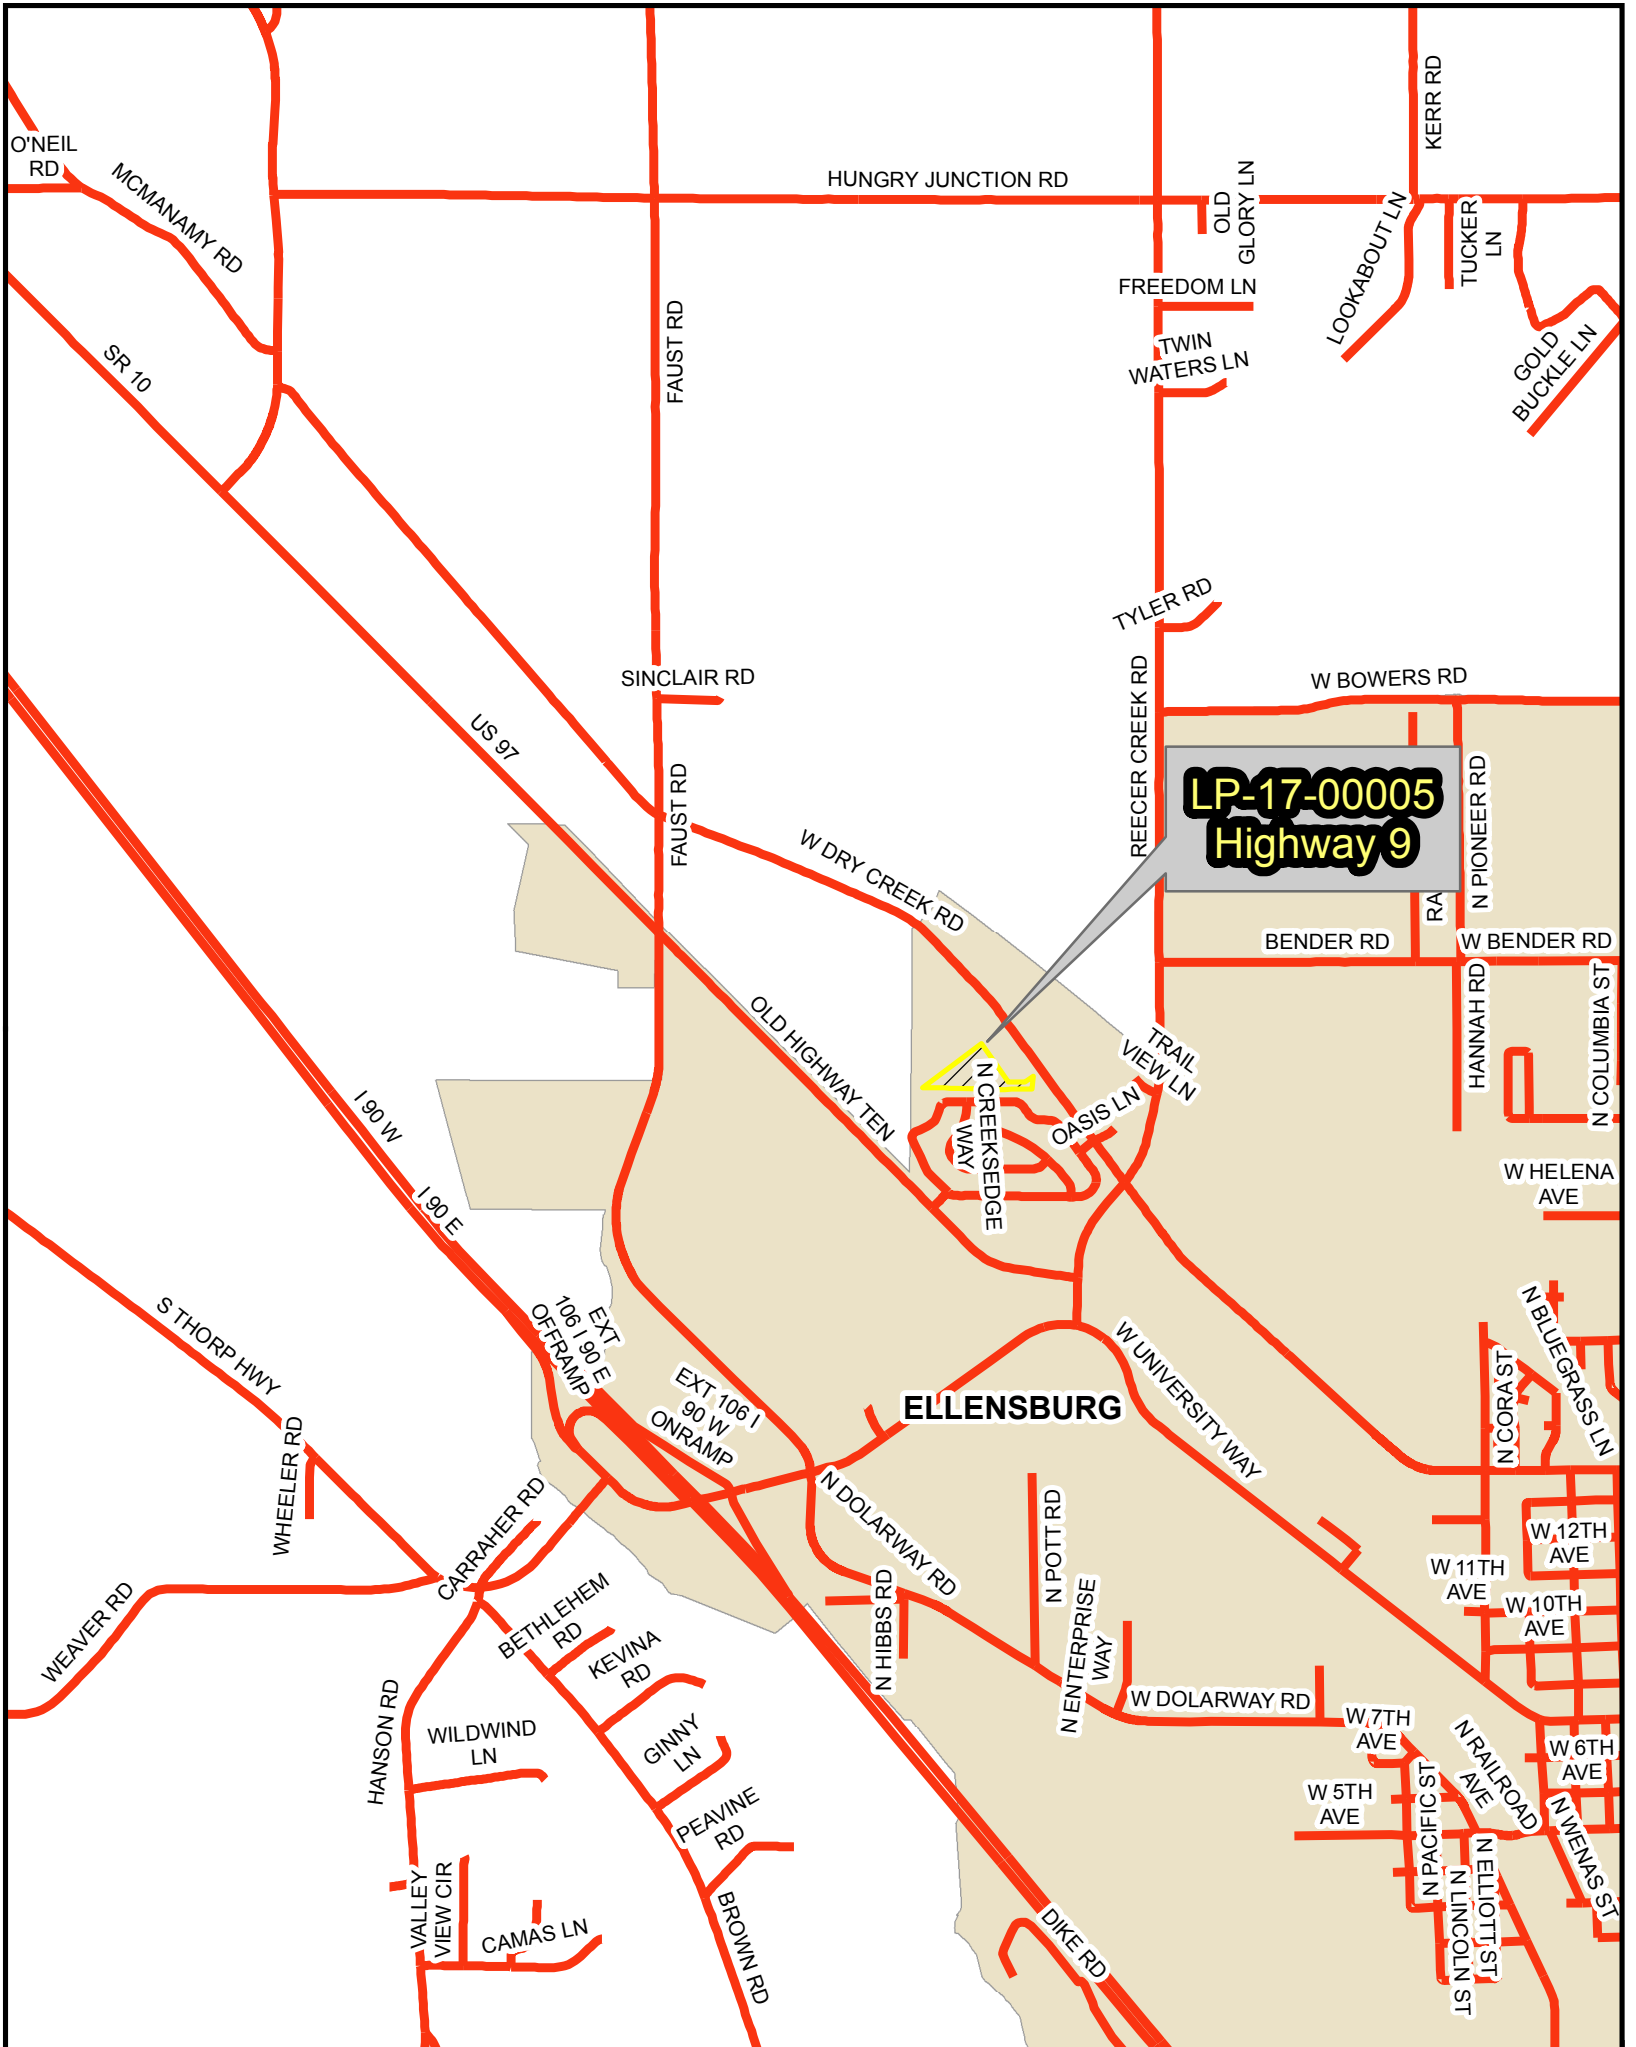 KERR RD
O'NEIL
RD
MCMANAMY RD
HUNGRY JUNCTION RD
OLD
GLORY LN
LOOKABOUT LN
TUCKER
LN
FREEDOM LN
TWIN
WATERS LN
GOLD
BUCKLE LN
SR 10
FAUST RD
TYLER RD
SINCLAIR RD
W BOWERS RD
REECER CREEK RD
US 97
FAUST RD
LP-17-00005
Highway 9
N PIONEER RD
RA
W DRY CREEK RD
BENDER RD
W BENDER RD
HANNAH RD
N COLUMBIA ST
OLD HIGHWAY TEN
TRAIL
VIEW LN
N CREEKSEDGE
WAY
OASIS LN
I 90 W
I 90 E
W HELENA
AVE
S THORP HWY
EXT
106 I 90 E
OFFRAMP
EXT 106 I
90 W
ONRAMP
ELLENSBURG
W UNIVERSITY WAY
N CORA ST
N BLUEGRASS LN
WHEELER RD
CARRAHER RD
N DOLARWAY RD
N POTT RD
W 12TH
AVE
W 11TH
AVE
W 10TH
AVE
WEAVER RD
BETHLEHEM
RD
KEVINA
RD
N HIBBS RD
N ENTERPRISE
WAY
W DOLARWAY RD
HANSON RD
WILDWIND
LN
GINNY
LN
W 7TH
AVE
N RAILROAD
AVE
W 6TH
AVE
PEAVINE
RD
W 5TH
AVE
N PACIFIC ST
N WENAS ST
N ELLIOTT ST
N LINCOLN ST
VALLEY
VIEW CIR
CAMAS LN
BROWN RD
DIKE RD